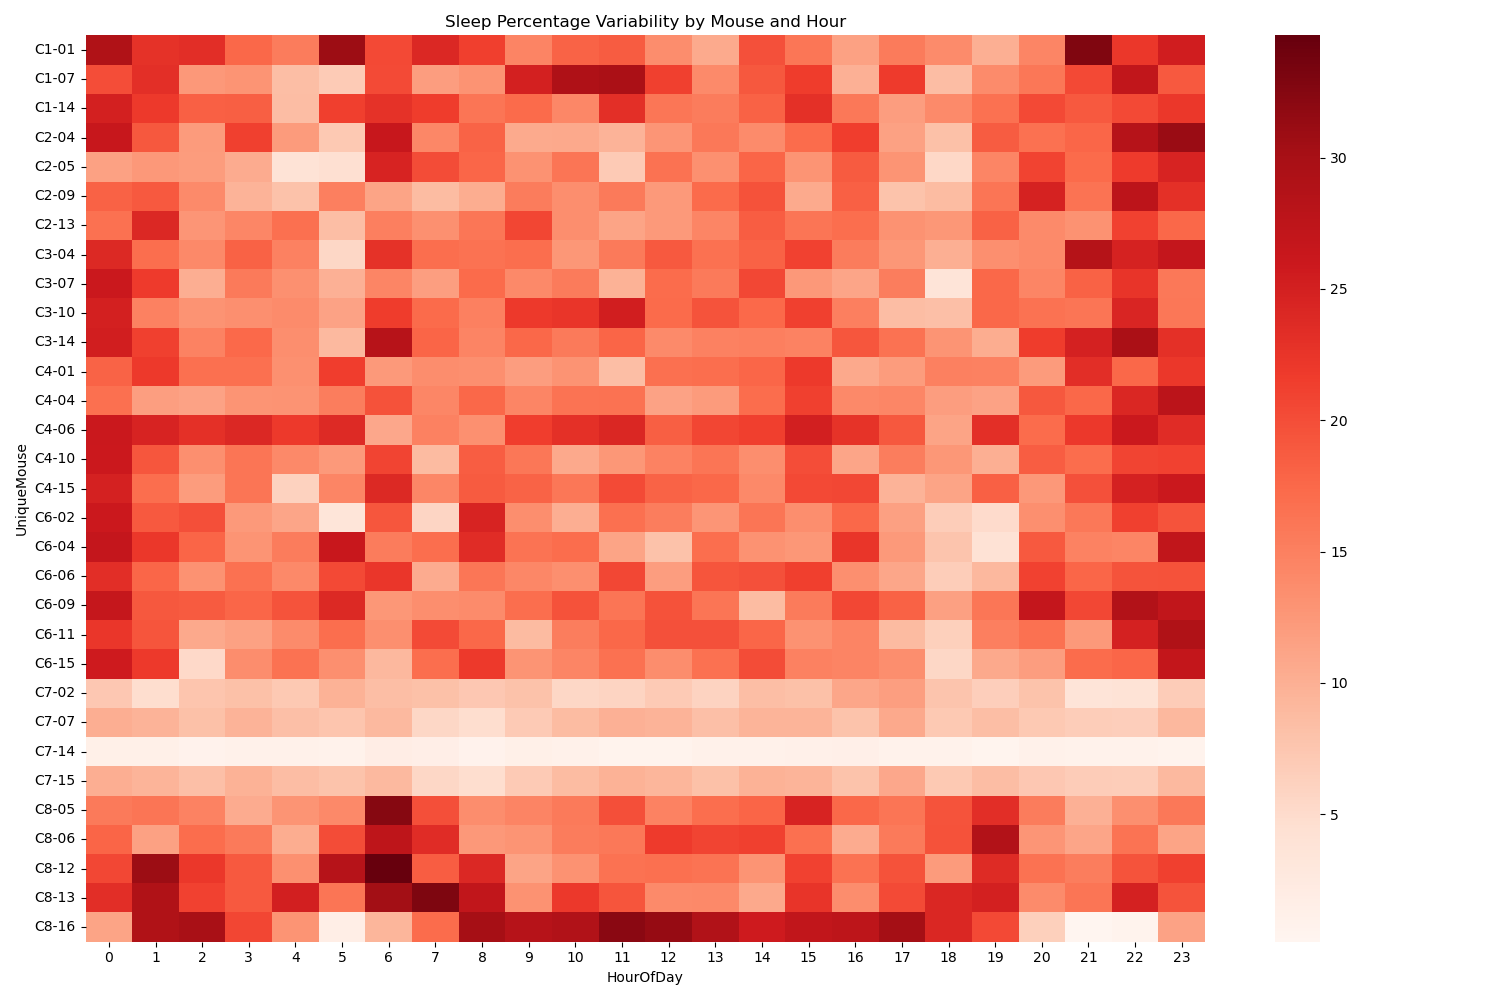 Sleep Percentage Variability by Mouse and Hour
UniqueMouse
C1-01
C1-07
C1-14
C2-04
C2-05
C2-09
C2-13
C3-04
C3-07
C3-10
C3-14
C4-01
C4-04
C4-06
C4-10
C4-15
C6-02
C6-04
C6-06
C6-09
C6-11
C6-15
C7-02
C7-07
C7-14
C7-15
C8-05
C8-06
C8-12
C8-13
C8-16
0 1 2 3 4 5 6 7 8 9 10 11 12 13 14 15 16 17 18 19 20 21 22 23
HourOfDay
30
25
20
15
10
5